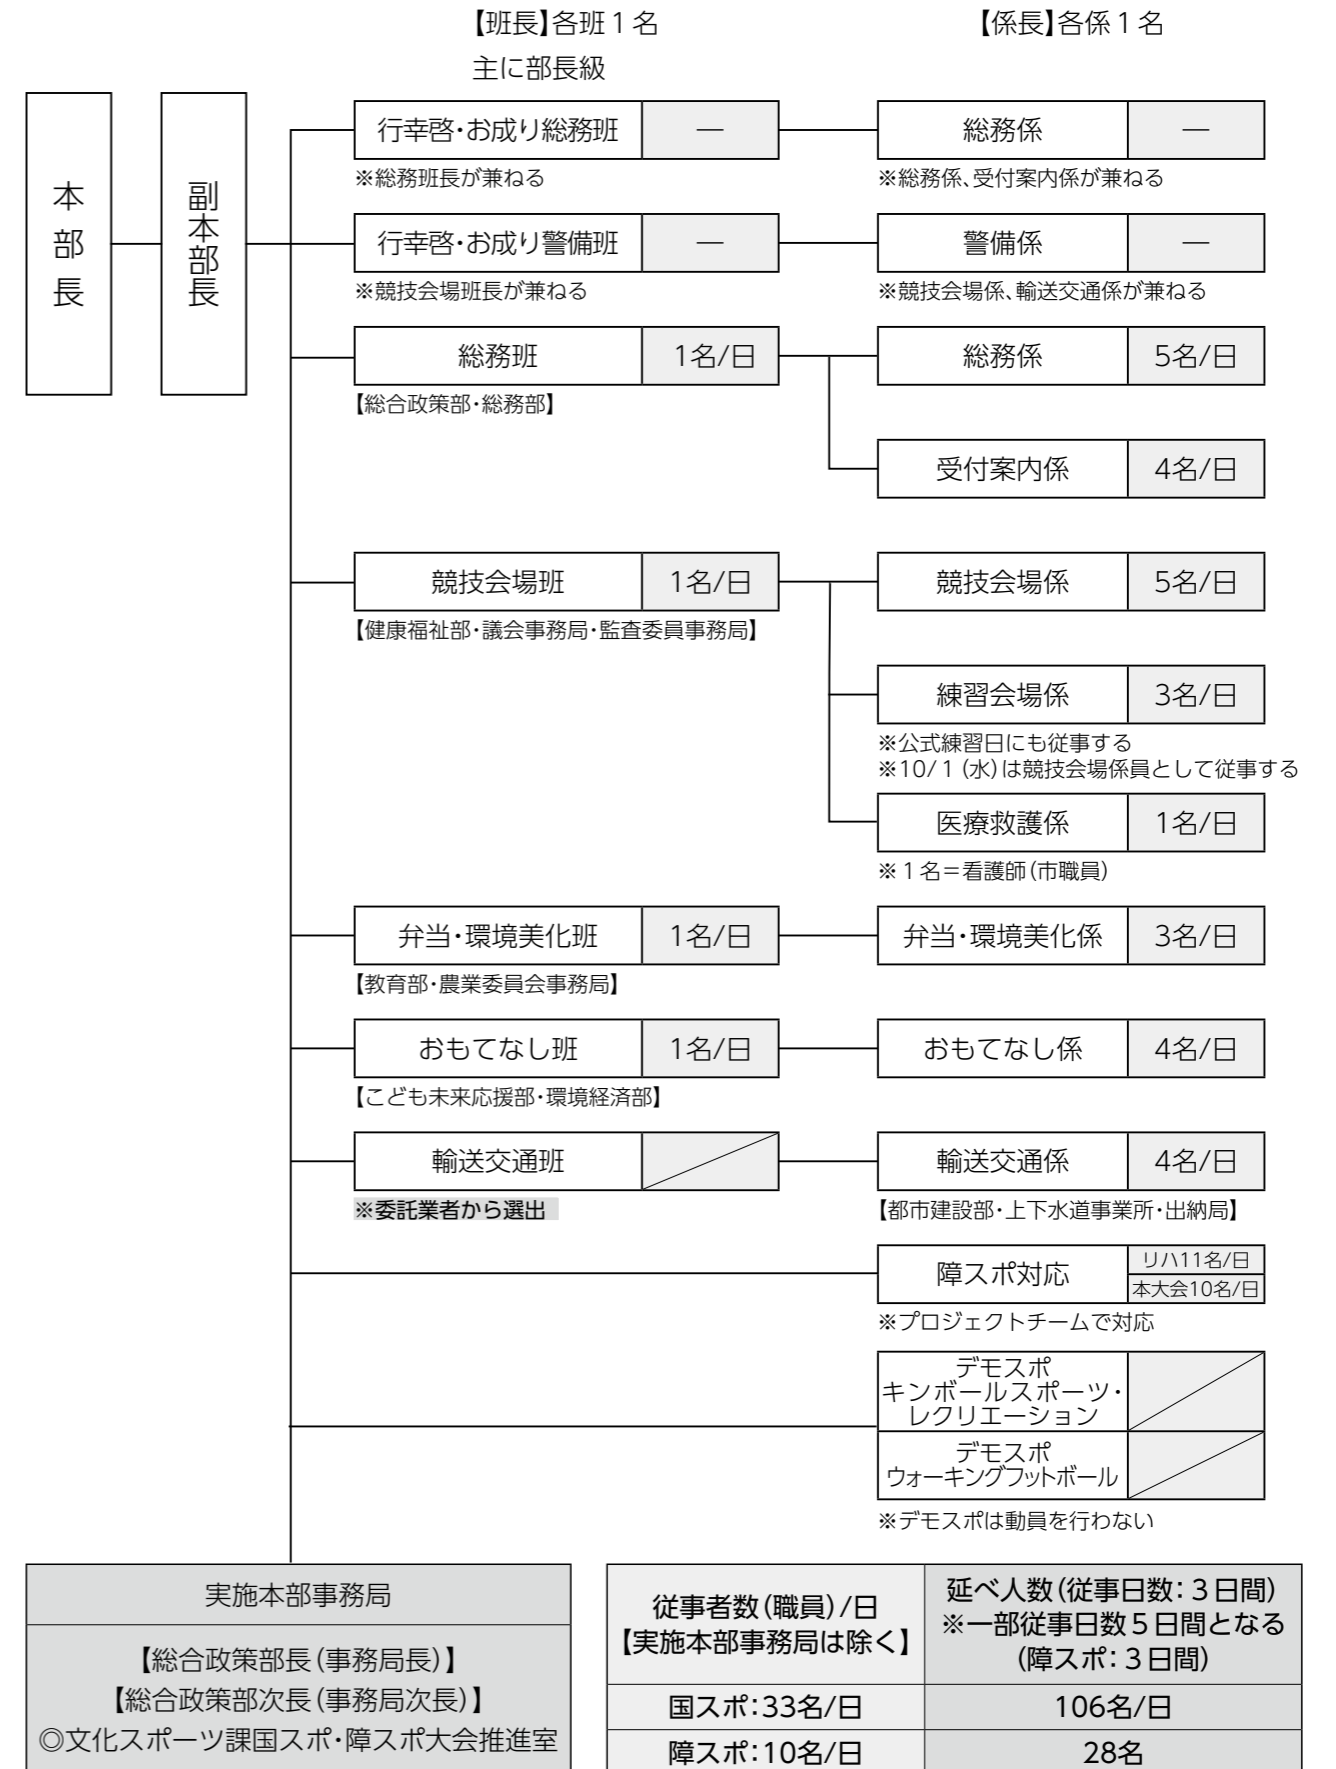 【班長】各班1名
主に部長級
【係長】各係1名
本部長
副本部長
行幸啓・お成り総務班 ―
※総務班長が兼ねる
総務係 ―
※総務係、受付案内係が兼ねる
行幸啓・お成り警備班 ―
※競技会場班長が兼ねる
警備係 ―
※競技会場係、輸送交通係が兼ねる
総務班 1名/日
【総合政策部・総務部】
総務係 5名/日
受付案内係 4名/日
競技会場班 1名/日
【健康福祉部・議会事務局・監査委員事務局】
競技会場係 5名/日
練習会場係 3名/日
※公式練習日にも従事する
※10/1(水)は競技会場係員として従事する
医療救護係 1名/日
※1名=看護師(市職員)
弁当・環境美化班 1名/日
【教育部・農業委員会事務局】
弁当・環境美化係 3名/日
おもてなし班 1名/日
【こども未来応援部・環境経済部】
おもてなし係 4名/日
輸送交通班
※委託業者から選出
輸送交通係 4名/日
【都市建設部・上下水道事業所・出納局】
障スポ対応
リハ11名/日
本大会10名/日
※プロジェクトチームで対応
デモスポ
キンボールスポーツ・
レクリエーション
デモスポ
ウォーキングフットボール
※デモスポは動員を行わない
実施本部事務局
【総合政策部長(事務局長)】
【総合政策部次長(事務局次長)】
◎文化スポーツ課国スポ・障スポ大会推進室
従事者数(職員)/日
【実施本部事務局は除く】
延べ人数(従事日数:3日間)
※一部従事日数5日間となる
(障スポ:3日間)
国スポ:33名/日 106名/日
障スポ:10名/日 28名